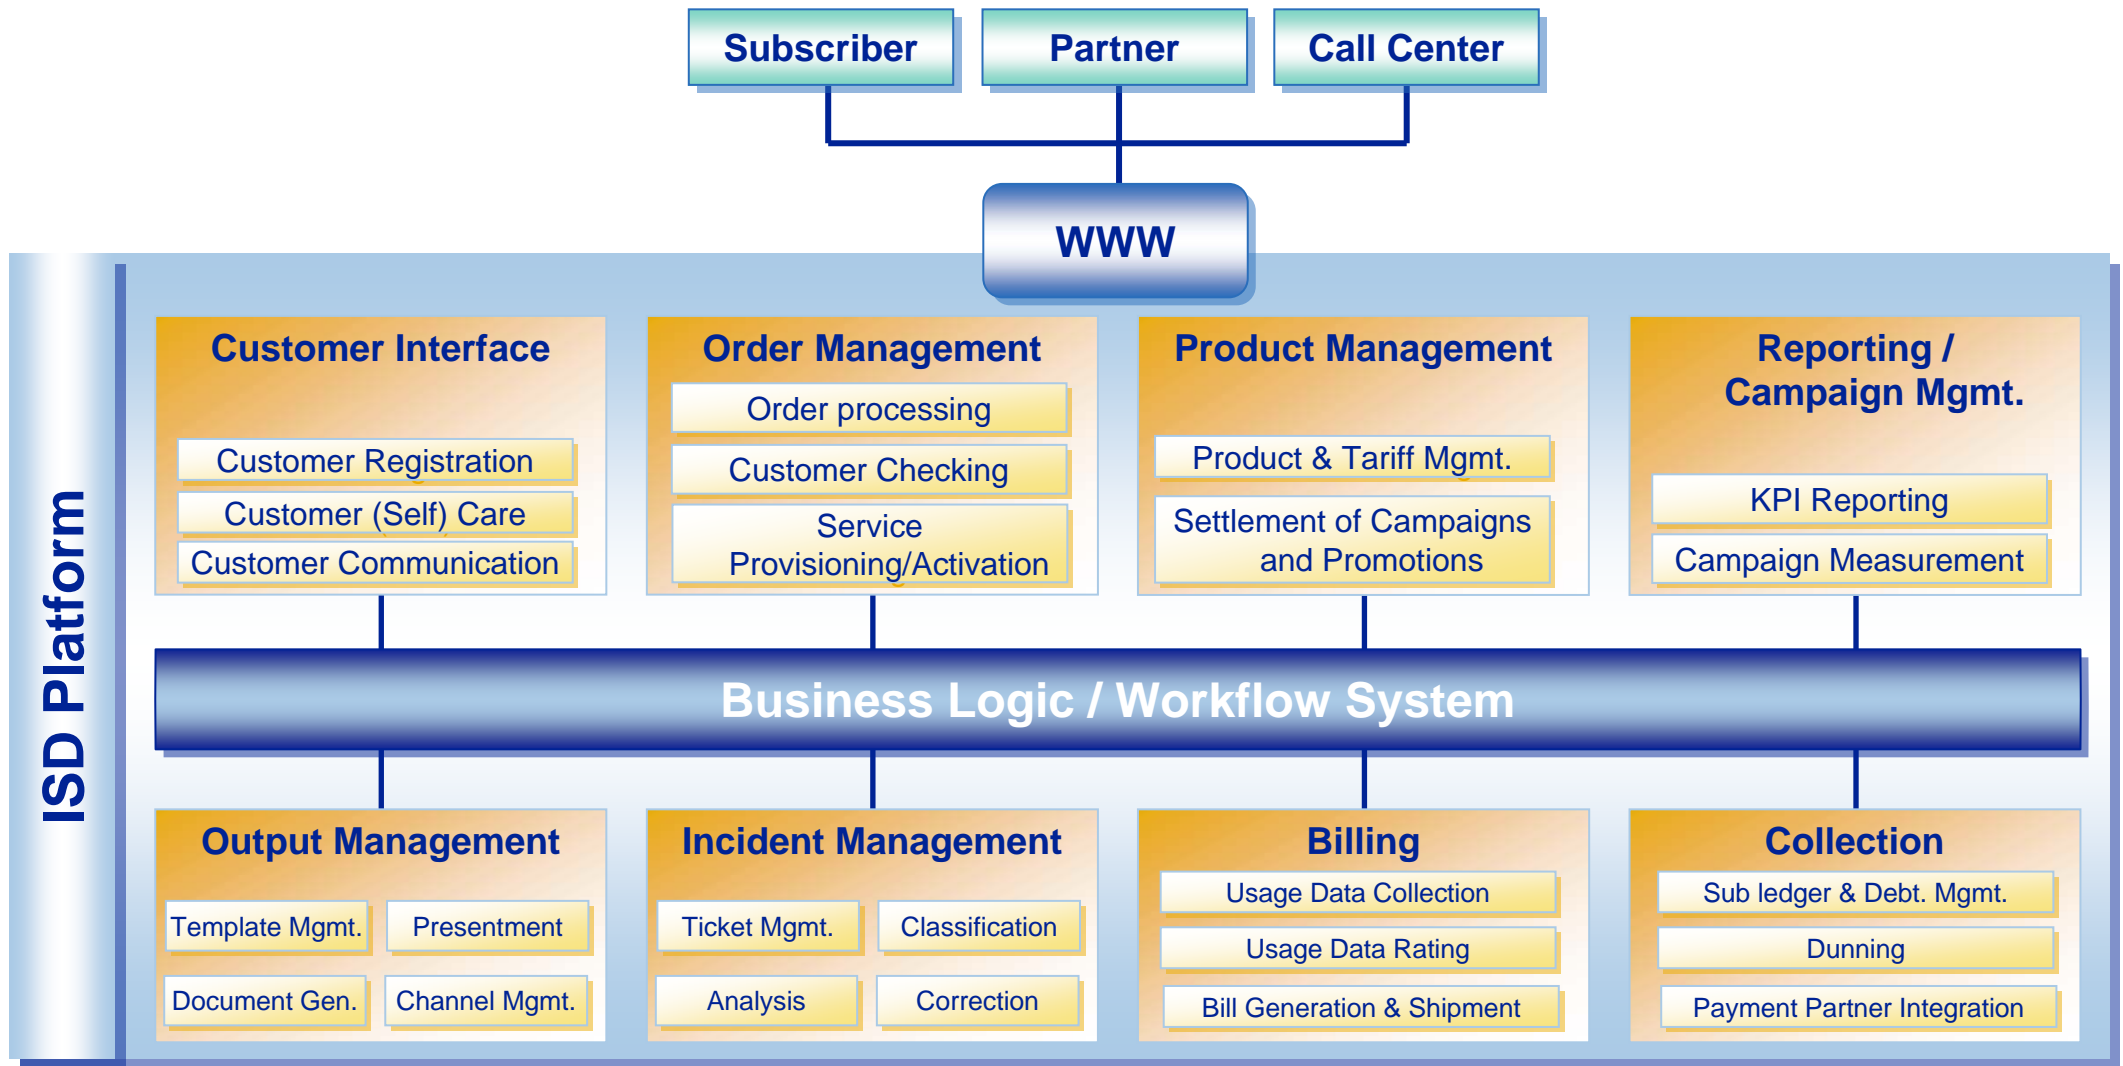 Subscriber
Partner
Call Center
WWW
ISD Platform
Customer Interface
Customer Registration
Customer (Self) Care
Customer Communication
Order Management
Order processing
Customer Checking
Service
Provisioning/Activation
Product Management
Product & Tariff Mgmt.
Settlement of Campaigns
and Promotions
Reporting /
Campaign Mgmt.
KPI Reporting
Campaign Measurement
Business Logic / Workflow System
Output Management
Template Mgmt.
Presentment
Document Gen.
Channel Mgmt.
Incident Management
Ticket Mgmt.
Classification
Analysis
Correction
Billing
Usage Data Collection
Usage Data Rating
Bill Generation & Shipment
Collection
Sub ledger & Debt. Mgmt.
Dunning
Payment Partner Integration